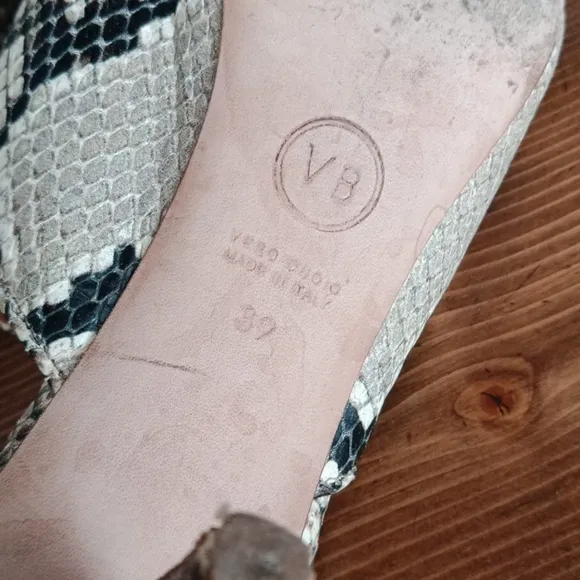 VB
VERO CUOIO
MADE IN ITALY
39